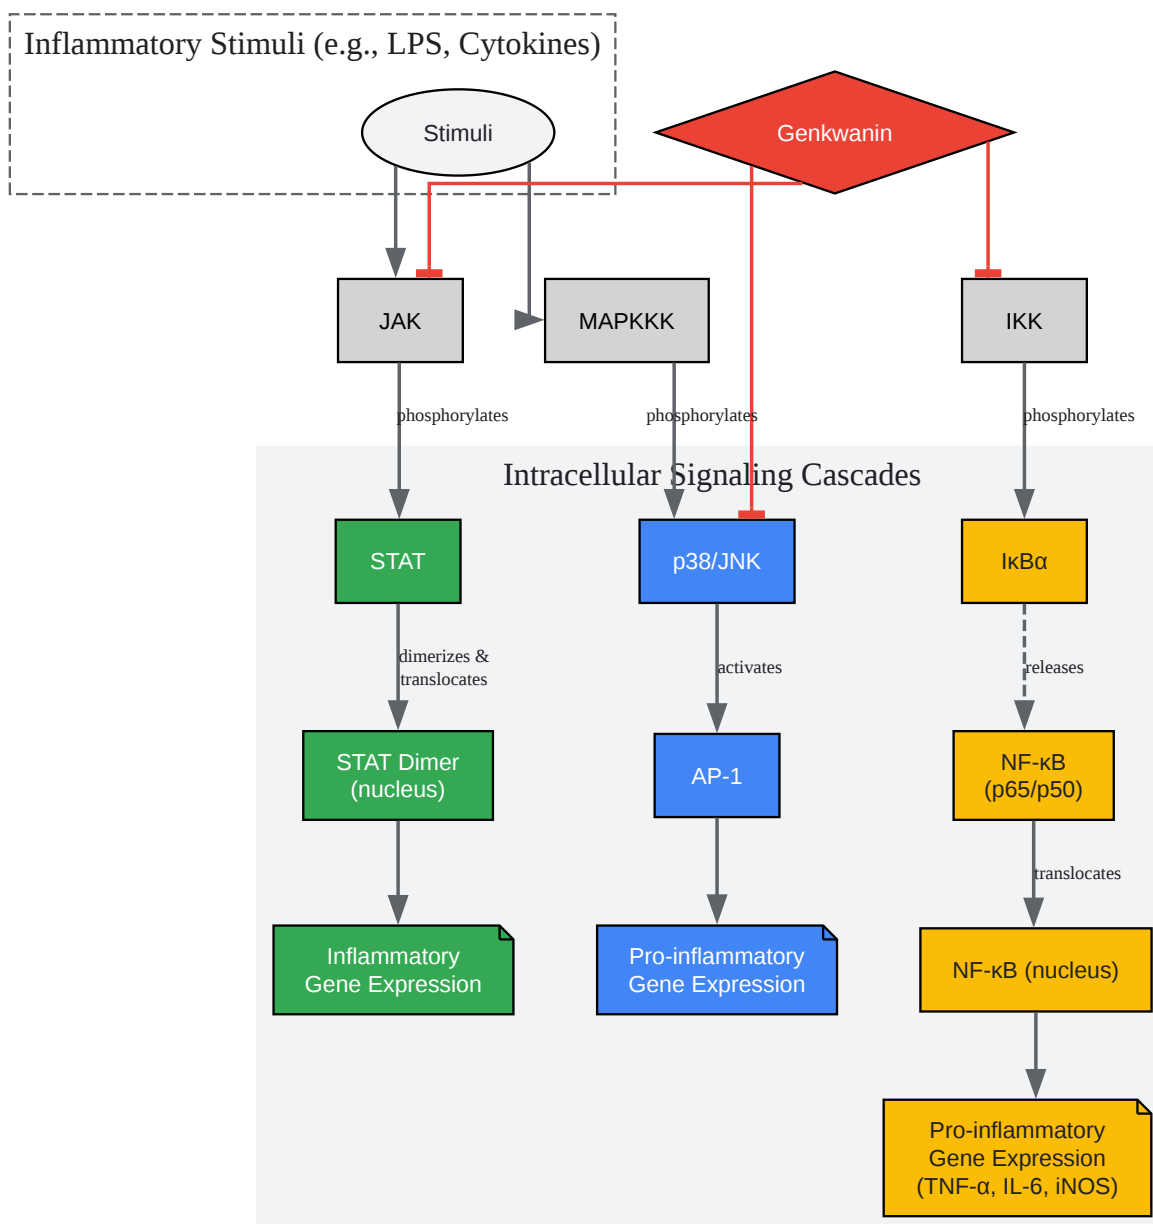 Inflammatory Stimuli (e.g., LPS, Cytokines)
Stimuli
Genkwanin
JAK
MAPKKK
IKK
phosphorylates
phosphorylates
phosphorylates
Intracellular Signaling Cascades
STAT
p38/JNK
IκBα
dimerizes &
translocates
activates
releases
STAT Dimer
(nucleus)
AP-1
NF-κB
(p65/p50)
translocates
Inflammatory
Gene Expression
Pro-inflammatory
Gene Expression
NF-κB (nucleus)
Pro-inflammatory
Gene Expression
(TNF-α, IL-6, iNOS)